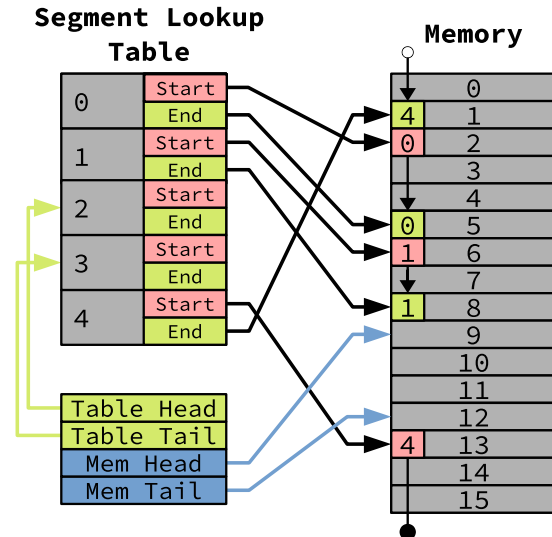 Segment Lookup
Table
Memory
0
Start
End
1
Start
End
2
Start
End
3
Start
End
4
Start
End
Table Head
Table Tail
Mem Head
Mem Tail
0
4 1
0 2
3
4
0 5
1 6
7
1 8
9
10
11
12
4 13
14
15